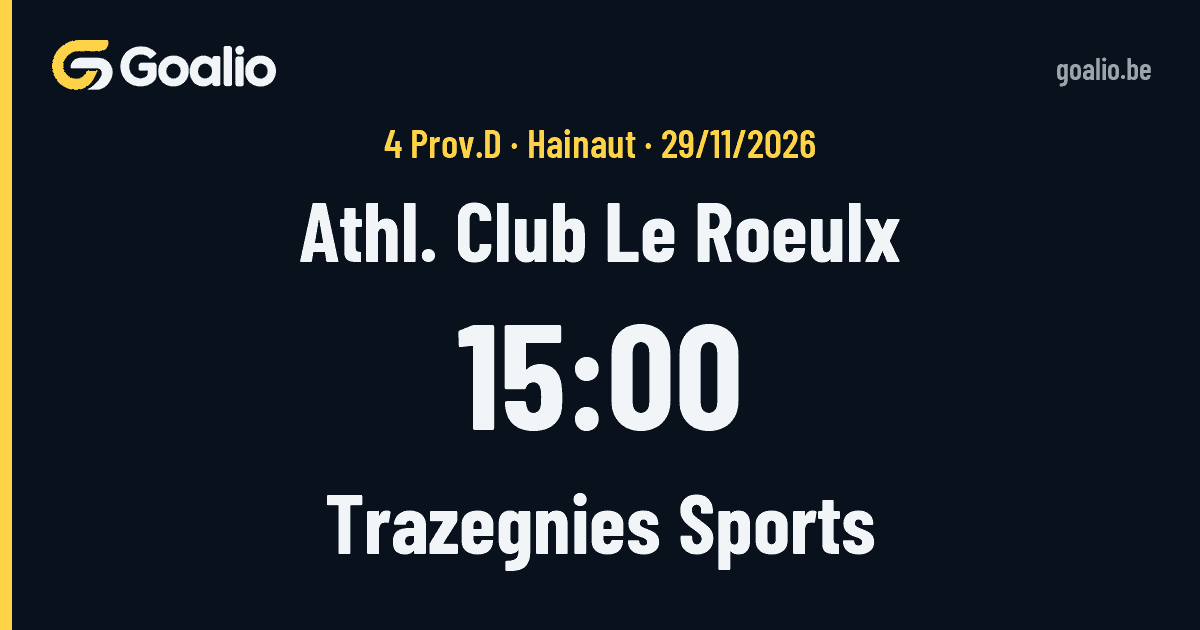 Goalio
goalio.be
4 Prov.D · Hainaut · 29/11/2026
Athl. Club Le Roeulx
15:00
Trazegnies Sports